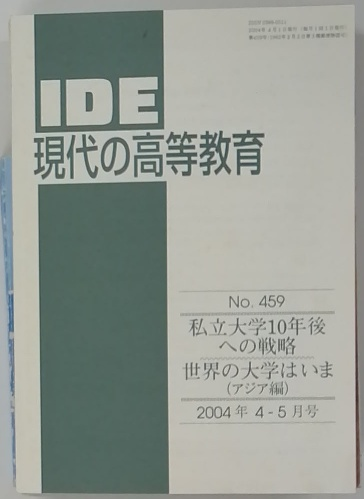 IDE
現代の高等教育
No. 459
私立大学10年後
への戦略
世界の大学はいま
(アジア編)
2004年 4-5月号